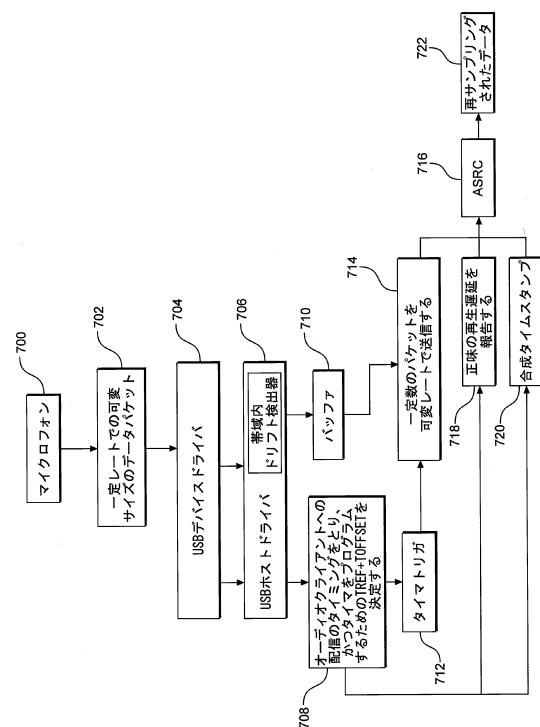 700
マイクロフォン
702
一定レートでの可変
サイズのデータパケット
704
USBデバイスドライバ
706
USBホストドライバ
帯域内
ドリフト検出器
708
オーディオクライアントへの
配信のタイミングをとり、
かつタイマをプログラム
するためのTREF+TOFFSETを
決定する
710
バッファ
712
タイマトリガ
714
一定数のパケットを
可変レートで送信する
718
正味の再生遅延を
報告する
720
合成タイムスタンプ
716
ASRC
722
再サンプリング
されたデータ